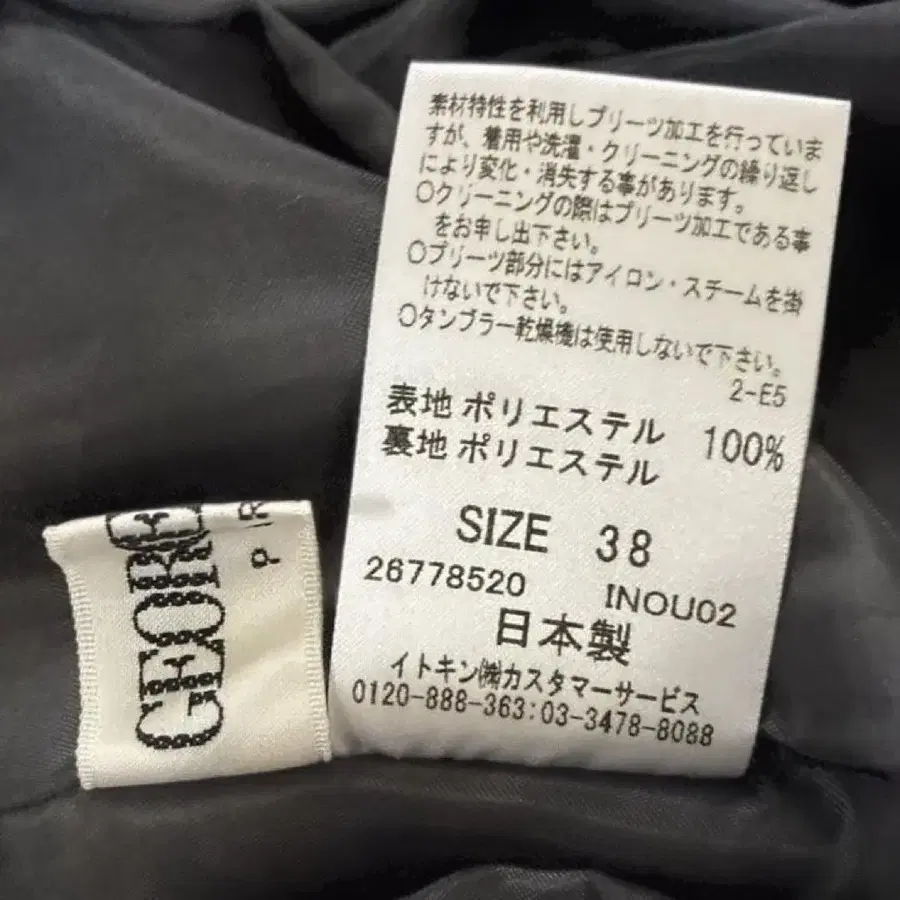 素材特性を利用しプリーツ加工を行っていま
すが、着用や洗濯・クリーニングの繰り返し
により変化・消失する事があります。
○クリーニングの際はプリーツ加工である事
をお申し出下さい。
○プリーツ部分にはアイロン・スチームを掛
けないで下さい。
○タンブラー乾燥機は使用しないで下さい。
2-E5
表地 ポリエステル
裏地 ポリエステル 100%
SIZE 38
26778520 INOU02
日本製
イトキン㈱カスタマーサービス
0120-888-363:03-3478-8088
GEORGE